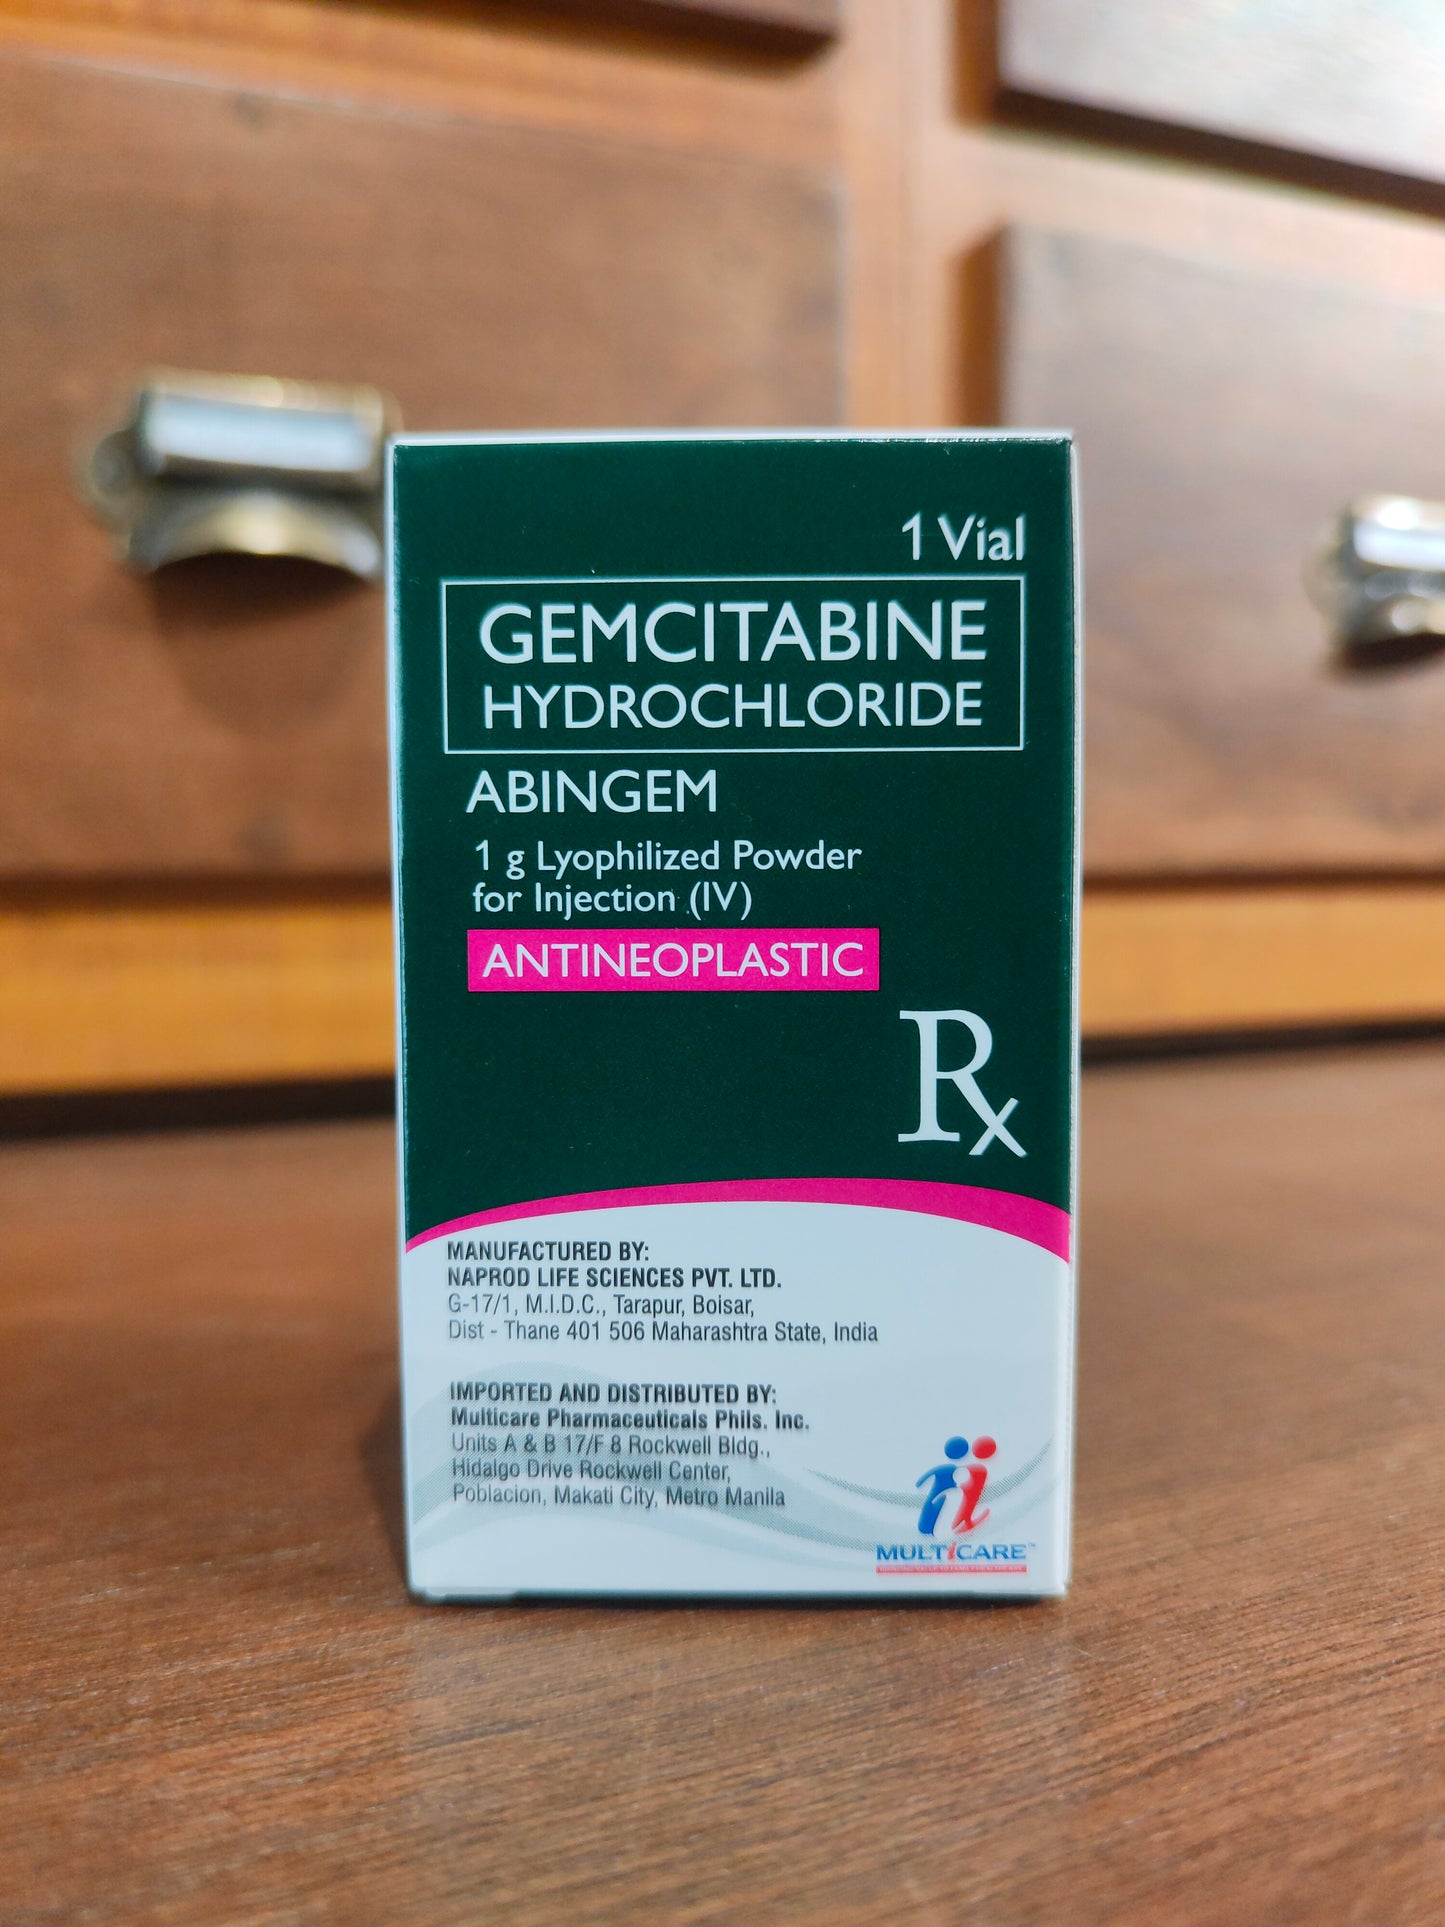 1 Vial
GEMCITABINE
HYDROCHLORIDE
ABINGEM
1 g Lyophilized Powder
for Injection (IV)
ANTINEOPLASTIC
Rx
MANUFACTURED BY:
NAPROD LIFE SCIENCES PVT. LTD.
G-17/1, M.I.D.C., Tarapur, Boisar,
Dist - Thane 401 506 Maharashtra State, India
IMPORTED AND DISTRIBUTED BY:
Multicare Pharmaceuticals Phils. Inc.
Units A & B 17/F 8 Rockwell Bldg.,
Hidalgo Drive Rockwell Center,
Poblacion, Makati City, Metro Manila
MULTiCARE™